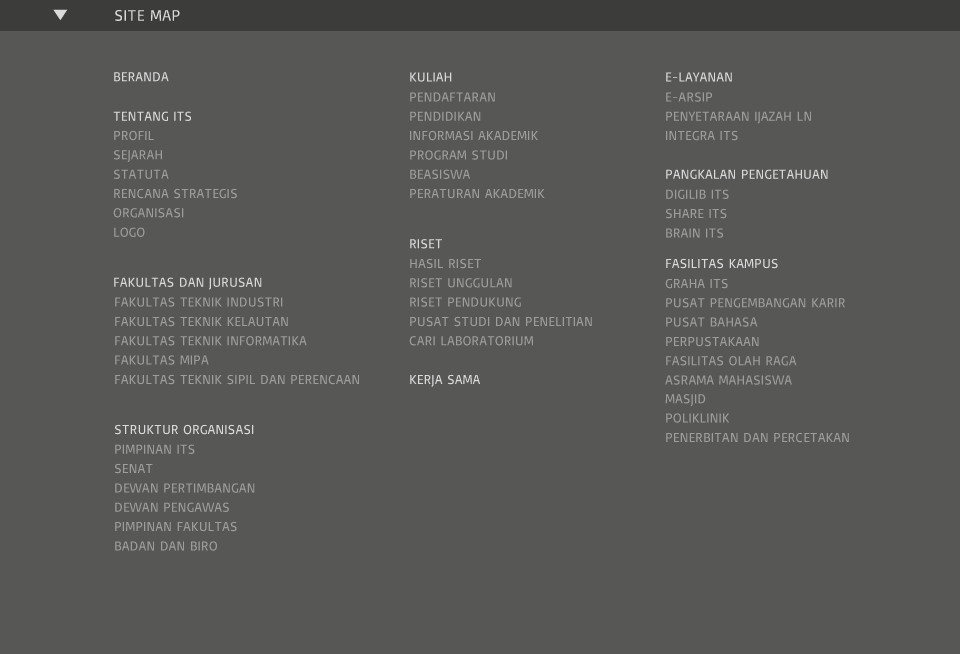 SITE MAP
BERANDA
TENTANG ITS
PROFIL
SEJARAH
STATUTA
RENCANA STRATEGIS
ORGANISASI
LOGO
FAKULTAS DAN JURUSAN
FAKULTAS TEKNIK INDUSTRI
FAKULTAS TEKNIK KELAUTAN
FAKULTAS TEKNIK INFORMATIKA
FAKULTAS MIPA
FAKULTAS TEKNIK SIPIL DAN PERENCAAN
STRUKTUR ORGANISASI
PIMPINAN ITS
SENAT
DEWAN PERTIMBANGAN
DEWAN PENGAWAS
PIMPINAN FAKULTAS
BADAN DAN BIRO
KULIAH
PENDAFTARAN
PENDIDIKAN
INFORMASI AKADEMIK
PROGRAM STUDI
BEASISWA
PERATURAN AKADEMIK
RISET
HASIL RISET
RISET UNGGULAN
RISET PENDUKUNG
PUSAT STUDI DAN PENELITIAN
CARI LABORATORIUM
KERJA SAMA
E-LAYANAN
E-ARSIP
PENYETARAAN IJAZAH LN
INTEGRA ITS
PANGKALAN PENGETAHUAN
DIGILIB ITS
SHARE ITS
BRAIN ITS
FASILITAS KAMPUS
GRAHA ITS
PUSAT PENGEMBANGAN KARIR
PUSAT BAHASA
PERPUSTAKAAN
FASILITAS OLAH RAGA
ASRAMA MAHASISWA
MASJID
POLIKLINIK
PENERBITAN DAN PERCETAKAN